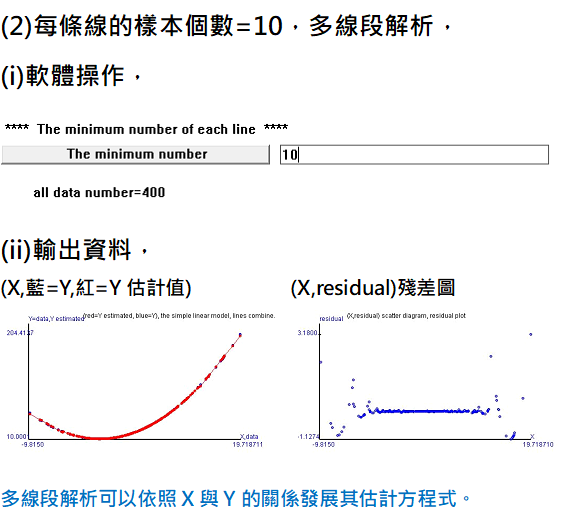 (2)每條線的樣本個數=10，多線段解析，
(i)軟體操作，
**** The minimum number of each line ****
The minimum number 10
all data number=400
(ii)輸出資料，
(X,藍=Y,紅=Y 估計值) (X,residual)殘差圖
Y=data,Y estimated (red=Y estimated, blue=Y), the simple linear model, lines combine.
204.4137
10.000
X,data
-9.8150 19.718711
residual (X,residual) scatter diagram, residual plot
3.1800
-1.1274
X
-9.8150 19.718710
多線段解析可以依照 X 與 Y 的關係發展其估計方程式。